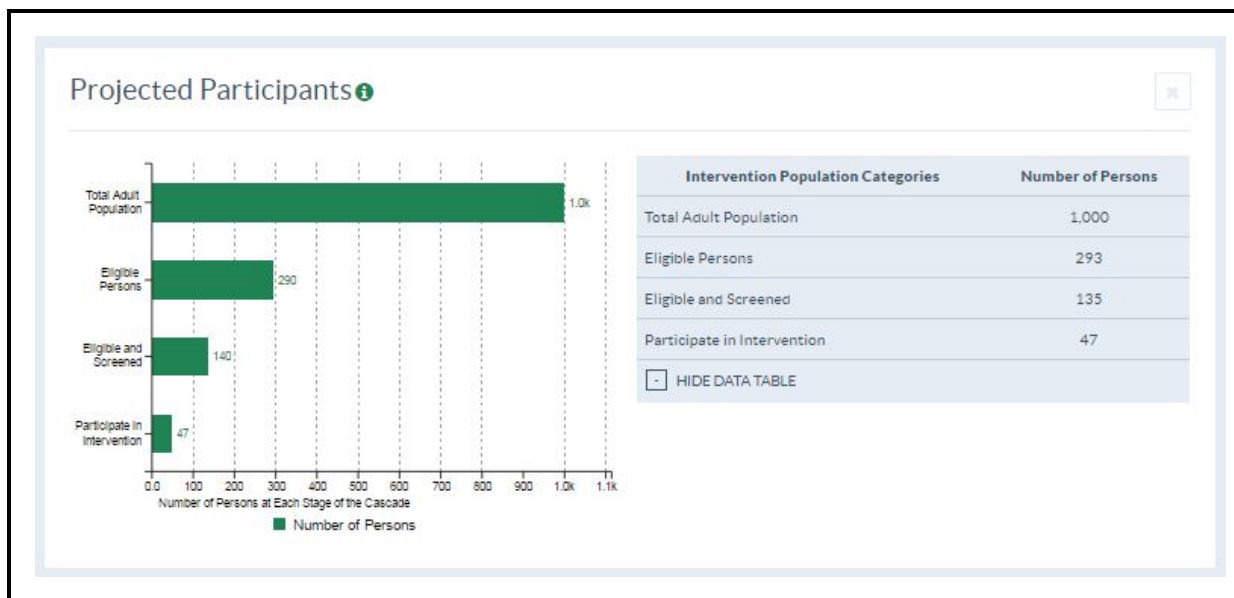 Projected Participants
Total Adult
Population
1.0k
Eligible
Persons
290
Eligible and
Screened
140
Participate in
Intervention
47
0.0 100 200 300 400 500 600 700 800 900 1.0k 1.1k
Number of Persons at Each Stage of the Cascade
Number of Persons
Intervention Population Categories Number of Persons
Total Adult Population 1,000
Eligible Persons 293
Eligible and Screened 135
Participate in Intervention 47
- HIDE DATA TABLE